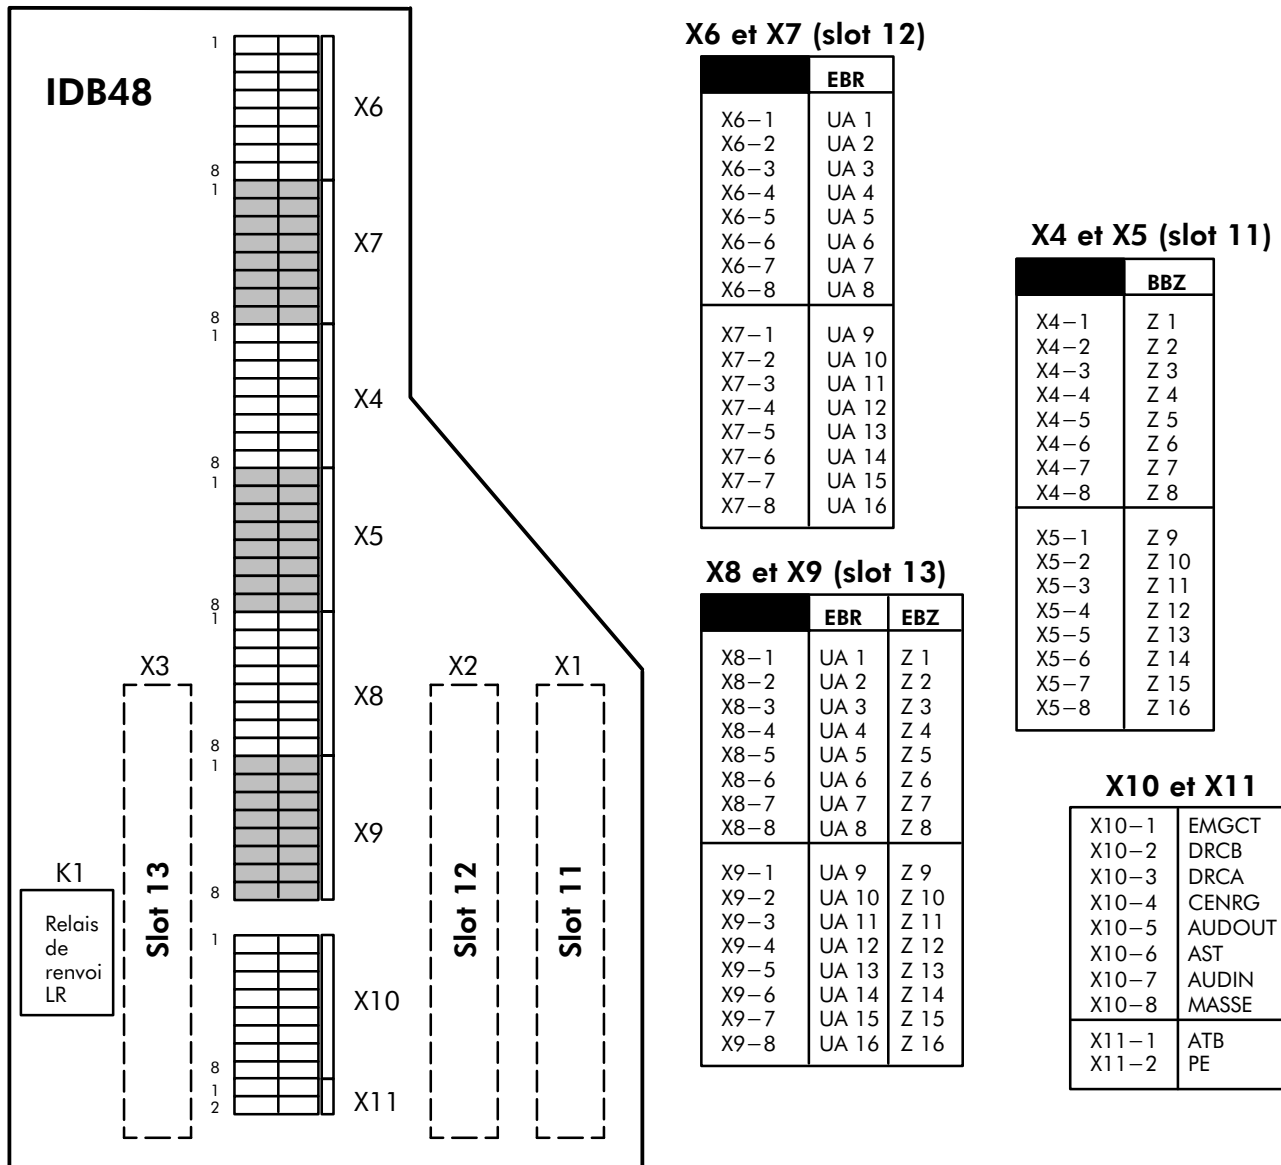 IDB48
1
X6
8
1
X7
8
1
X4
8
1
X5
8
1
X8
8
1
X9
8
1
X10
8
1
2
X11
X3
X2
X1
K1
Relais
de
renvoi
LR
Slot 13
Slot 12
Slot 11
X6 et X7 (slot 12)
EBR
X6−1 UA 1
X6−2 UA 2
X6−3 UA 3
X6−4 UA 4
X6−5 UA 5
X6−6 UA 6
X6−7 UA 7
X6−8 UA 8
X7−1 UA 9
X7−2 UA 10
X7−3 UA 11
X7−4 UA 12
X7−5 UA 13
X7−6 UA 14
X7−7 UA 15
X7−8 UA 16
X8 et X9 (slot 13)
EBR EBZ
X8−1 UA 1 Z 1
X8−2 UA 2 Z 2
X8−3 UA 3 Z 3
X8−4 UA 4 Z 4
X8−5 UA 5 Z 5
X8−6 UA 6 Z 6
X8−7 UA 7 Z 7
X8−8 UA 8 Z 8
X9−1 UA 9 Z 9
X9−2 UA 10 Z 10
X9−3 UA 11 Z 11
X9−4 UA 12 Z 12
X9−5 UA 13 Z 13
X9−6 UA 14 Z 14
X9−7 UA 15 Z 15
X9−8 UA 16 Z 16
X4 et X5 (slot 11)
BBZ
X4−1 Z 1
X4−2 Z 2
X4−3 Z 3
X4−4 Z 4
X4−5 Z 5
X4−6 Z 6
X4−7 Z 7
X4−8 Z 8
X5−1 Z 9
X5−2 Z 10
X5−3 Z 11
X5−4 Z 12
X5−5 Z 13
X5−6 Z 14
X5−7 Z 15
X5−8 Z 16
X10 et X11
X10−1 EMGCT
X10−2 DRCB
X10−3 DRCA
X10−4 CENRG
X10−5 AUDOUT
X10−6 AST
X10−7 AUDIN
X10−8 MASSE
X11−1 ATB
X11−2 PE